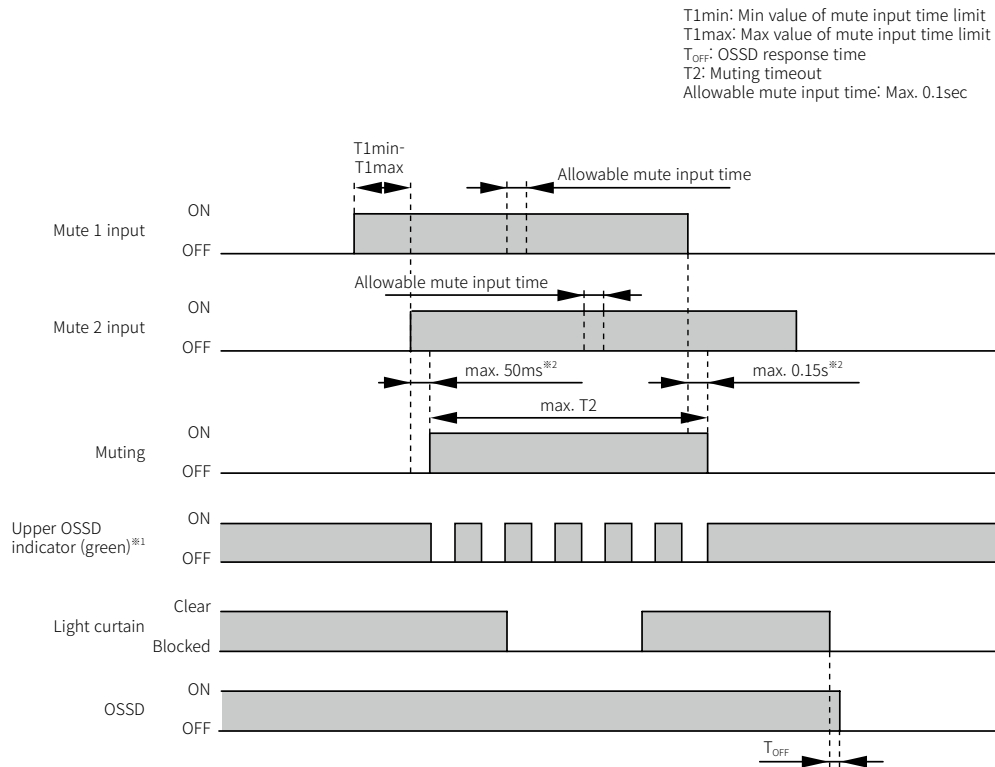 T1min: Min value of mute input time limit
T1max: Max value of mute input time limit
TOFF: OSSD response time
T2: Muting timeout
Allowable mute input time: Max. 0.1sec
T1min-
T1max
Allowable mute input time
Mute 1 input
ON
OFF
Allowable mute input time
Mute 2 input
ON
OFF
max. 50ms※2
max. 0.15s※2
max. T2
Muting
ON
OFF
Upper OSSD
indicator (green)※1
ON
OFF
Light curtain
Clear
Blocked
OSSD
ON
OFF
TOFF